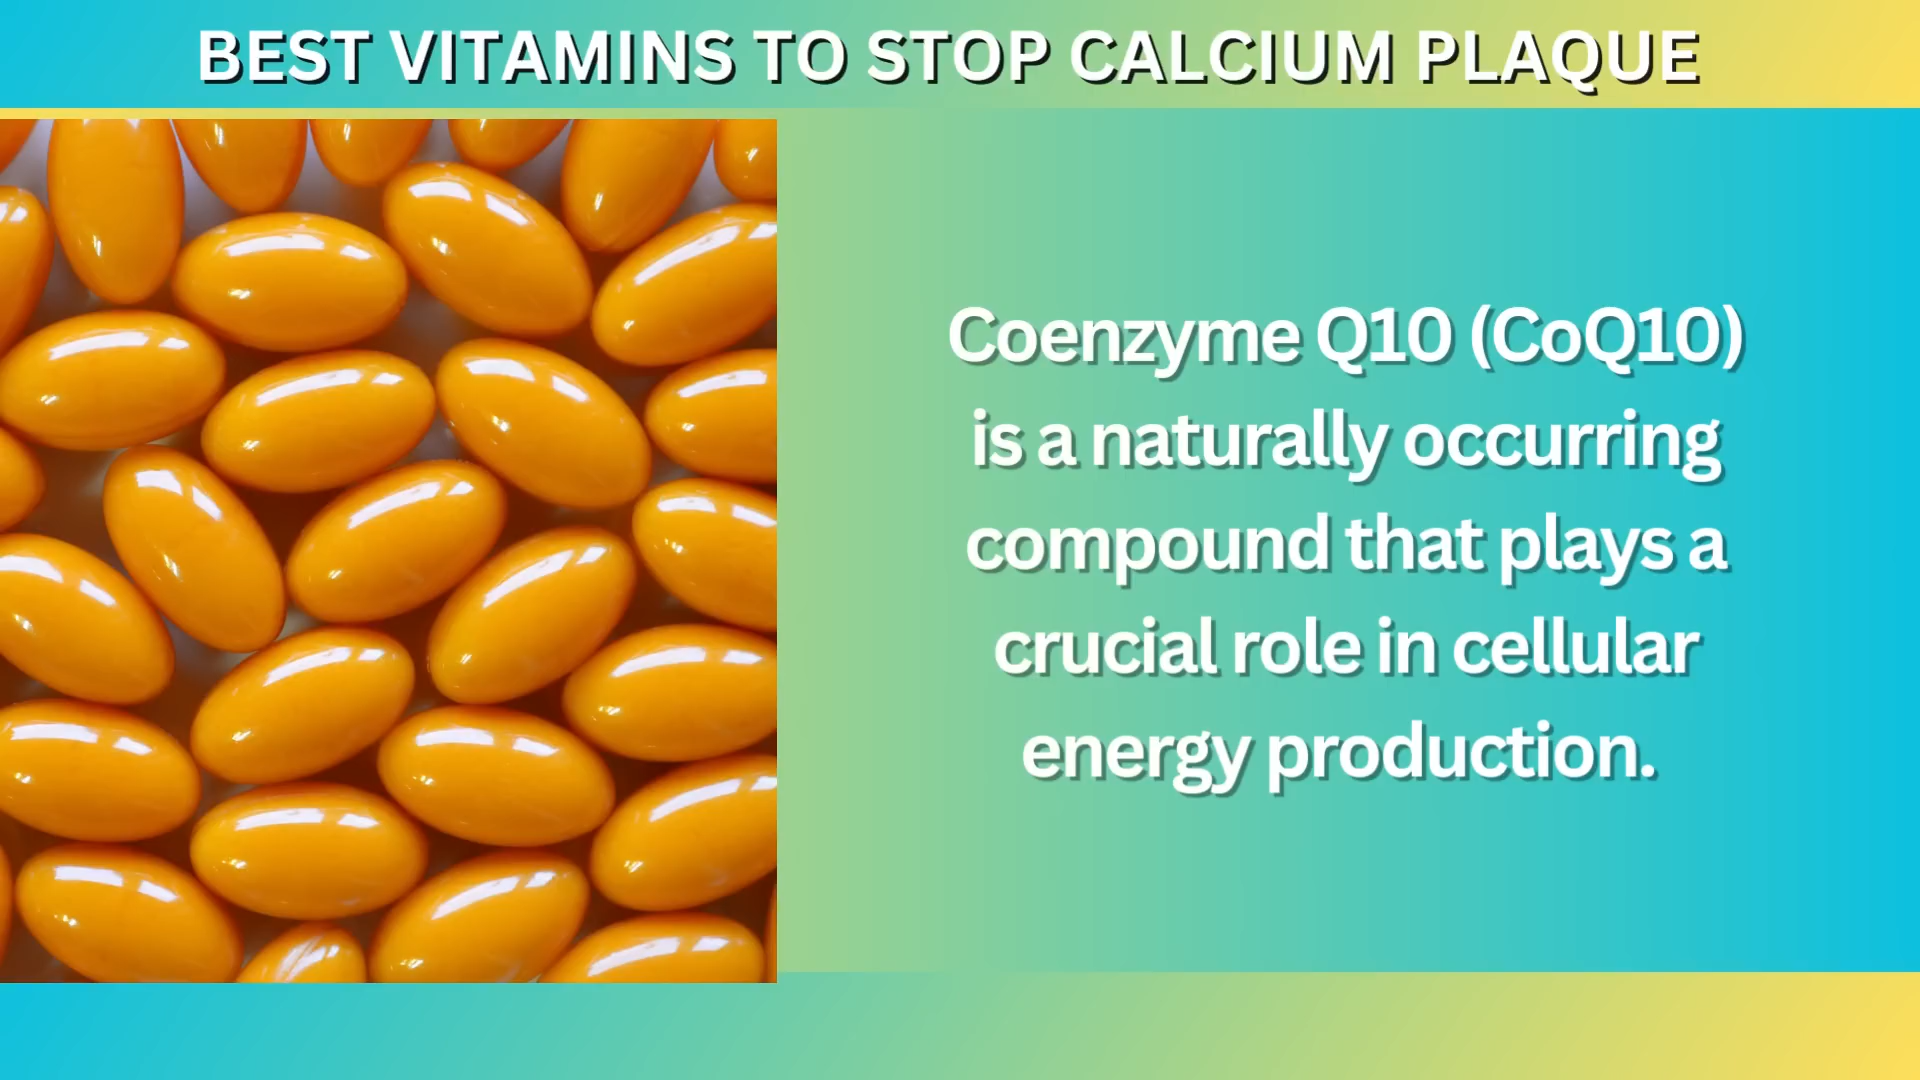 BEST VITAMINS TO STOP CALCIUM PLAQUE
Coenzyme Q10 (CoQ10)
is a naturally occurring
compound that plays a
crucial role in cellular
energy production.